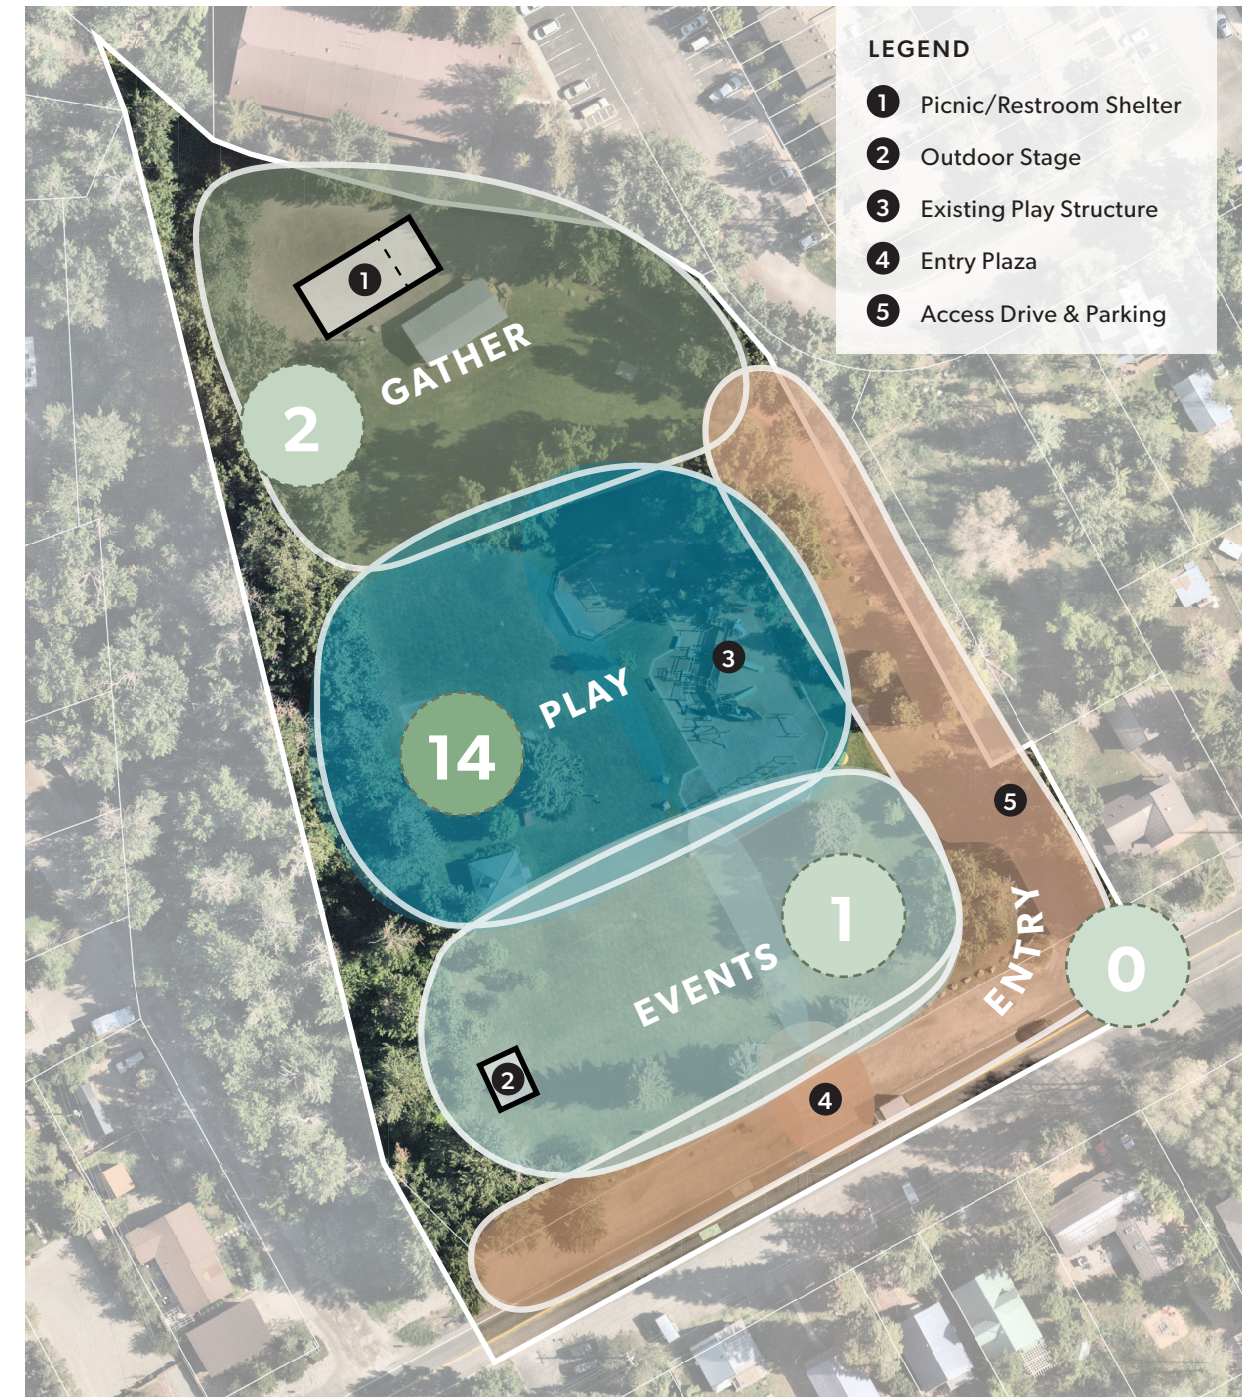 LEGEND
1 Picnic/Restroom Shelter
2 Outdoor Stage
3 Existing Play Structure
4 Entry Plaza
5 Access Drive & Parking
1
GATHER
2
3
PLAY
14
5
1
ENTRY
EVENTS
0
2
4